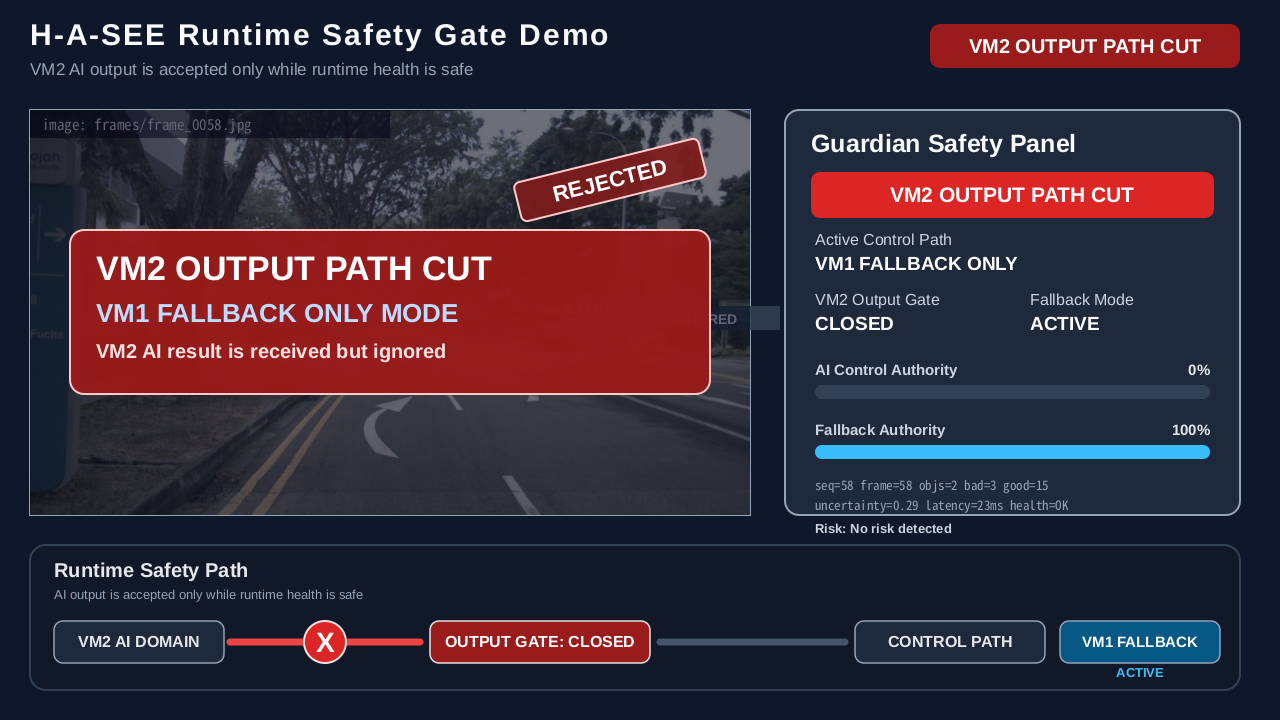 H-A-SEE Runtime Safety Gate Demo
VM2 AI output is accepted only while runtime health is safe
VM2 OUTPUT PATH CUT
image: frames/frame_0058.jpg
ajah
REJECTED
VM2 OUTPUT PATH CUT
VM1 FALLBACK ONLY MODE
VM2 AI result is received but ignored
RED
Fuchs
Guardian Safety Panel
VM2 OUTPUT PATH CUT
Active Control Path
VM1 FALLBACK ONLY
VM2 Output Gate
CLOSED
Fallback Mode
ACTIVE
AI Control Authority 0%
Fallback Authority 100%
seq=58 frame=58 objs=2 bad=3 good=15
uncertainty=0.29 latency=23ms health=OK
Risk: No risk detected
Runtime Safety Path
AI output is accepted only while runtime health is safe
VM2 AI DOMAIN
X
OUTPUT GATE: CLOSED
CONTROL PATH
VM1 FALLBACK
ACTIVE